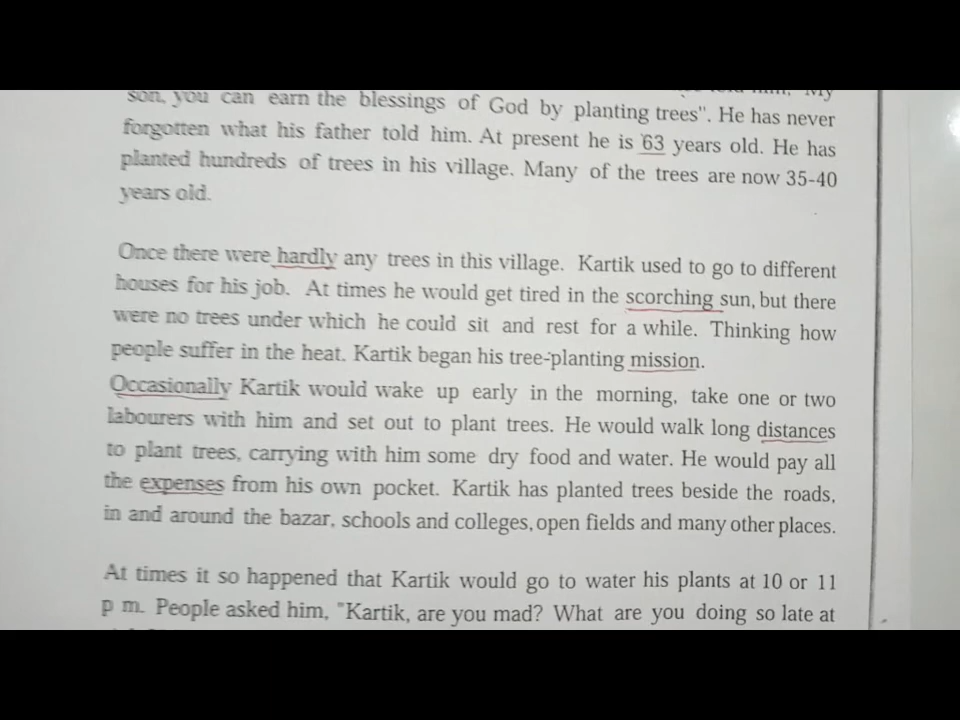 son, you can earn the blessings of God by planting trees". He has never
forgotten what his father told him. At present he is 63 years old. He has
planted hundreds of trees in his village. Many of the trees are now 35-40
years old.
Once there were hardly any trees in this village. Kartik used to go to different
houses for his job. At times he would get tired in the scorching sun, but there
were no trees under which he could sit and rest for a while. Thinking how
people suffer in the heat. Kartik began his tree-planting mission.
Occasionally Kartik would wake up early in the morning, take one or two
labourers with him and set out to plant trees. He would walk long distances
to plant trees, carrying with him some dry food and water. He would pay all
the expenses from his own pocket. Kartik has planted trees beside the roads,
in and around the bazar, schools and colleges, open fields and many other places.
At times it so happened that Kartik would go to water his plants at 10 or 11
p m. People asked him, "Kartik, are you mad? What are you doing so late at